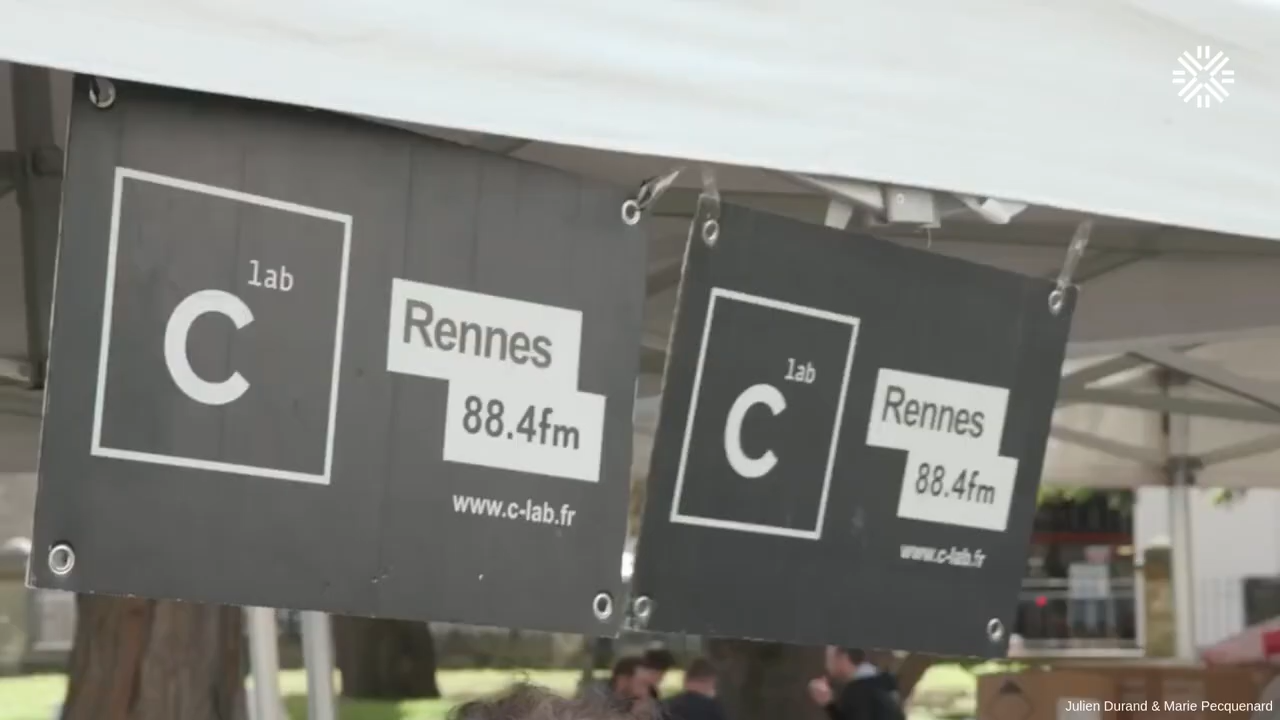 lab
C
Rennes
88.4fm
www.c-lab.fr
lab
C
Rennes
88.4fm
www.c-lab.fr
Julien Durand & Marie Pecquenard